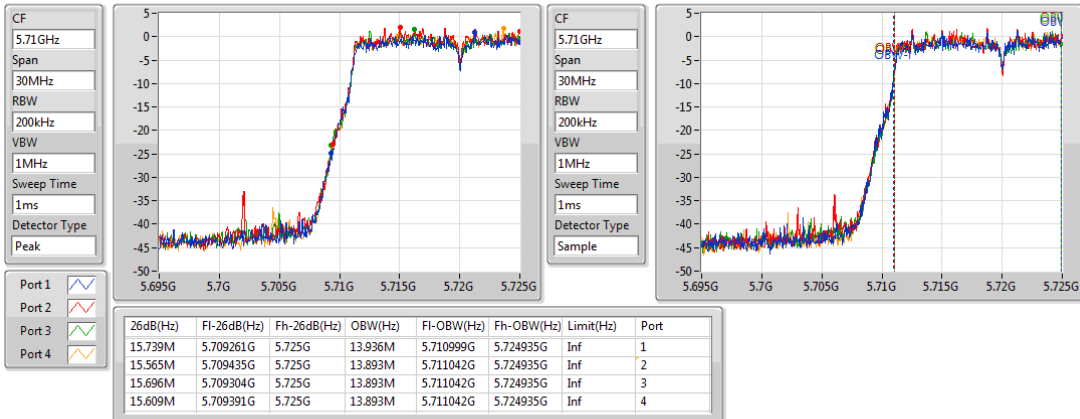 CF
5.71GHz
Span
30MHz
RBW
200kHz
VBW
1MHz
Sweep Time
1ms
Detector Type
Peak
5
0
-5
-10
-15
-20
-25
-30
-35
-40
-45
-50
5.695G 5.7G 5.705G 5.71G 5.715G 5.72G 5.725G
CF
5.71GHz
Span
30MHz
RBW
200kHz
VBW
1MHz
Sweep Time
1ms
Detector Type
Sample
5
0
-5
-10
-15
-20
-25
-30
-35
-40
-45
-50
5.695G 5.7G 5.705G 5.71G 5.715G 5.72G 5.725G
Port 1
Port 2
Port 3
Port 4
26dB(Hz) Fl-26dB(Hz) Fh-26dB(Hz) OBW(Hz) Fl-OBW(Hz) Fh-OBW(Hz) Limit(Hz) Port
15.739M 5.709261G 5.725G 13.936M 5.710999G 5.724935G Inf 1
15.565M 5.709435G 5.725G 13.893M 5.711042G 5.724935G Inf 2
15.696M 5.709304G 5.725G 13.893M 5.711042G 5.724935G Inf 3
15.609M 5.709391G 5.725G 13.893M 5.711042G 5.724935G Inf 4